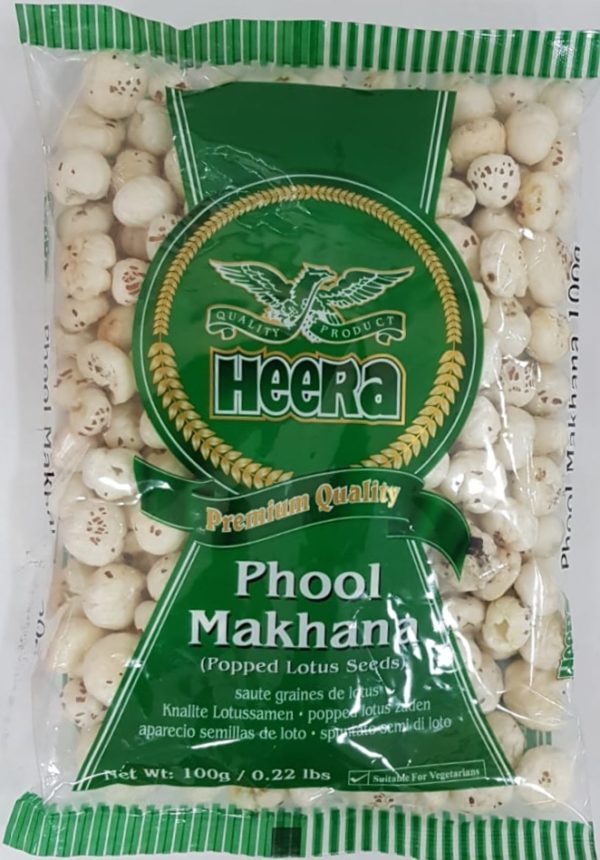 QUALITY PRODUCT
HeeRa
Premium Quality
Phool
Makhana
(Popped Lotus Seeds)
saute graines de lotus
Knallte Lotussamen • popped lotus zaden
aparecio semillas de loto • spuntato semi di loto
Net Wt: 100g / 0.22 lbs
Suitable For Vegetarians
Phool Makhana 100g
Phool Makhana